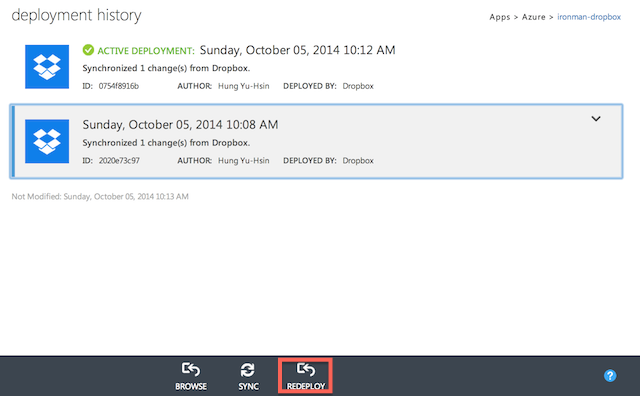 deployment history
Apps > Azure > ironman-dropbox
ACTIVE DEPLOYMENT: Sunday, October 05, 2014 10:12 AM
Synchronized 1 change(s) from Dropbox.
ID: 0754f8916b AUTHOR: Hung Yu-Hsin DEPLOYED BY: Dropbox
Sunday, October 05, 2014 10:08 AM
Synchronized 1 change(s) from Dropbox.
ID: 2020e73c97 AUTHOR: Hung Yu-Hsin DEPLOYED BY: Dropbox
Not Modified: Sunday, October 05, 2014 10:13 AM
BROWSE SYNC REDEPLOY ?